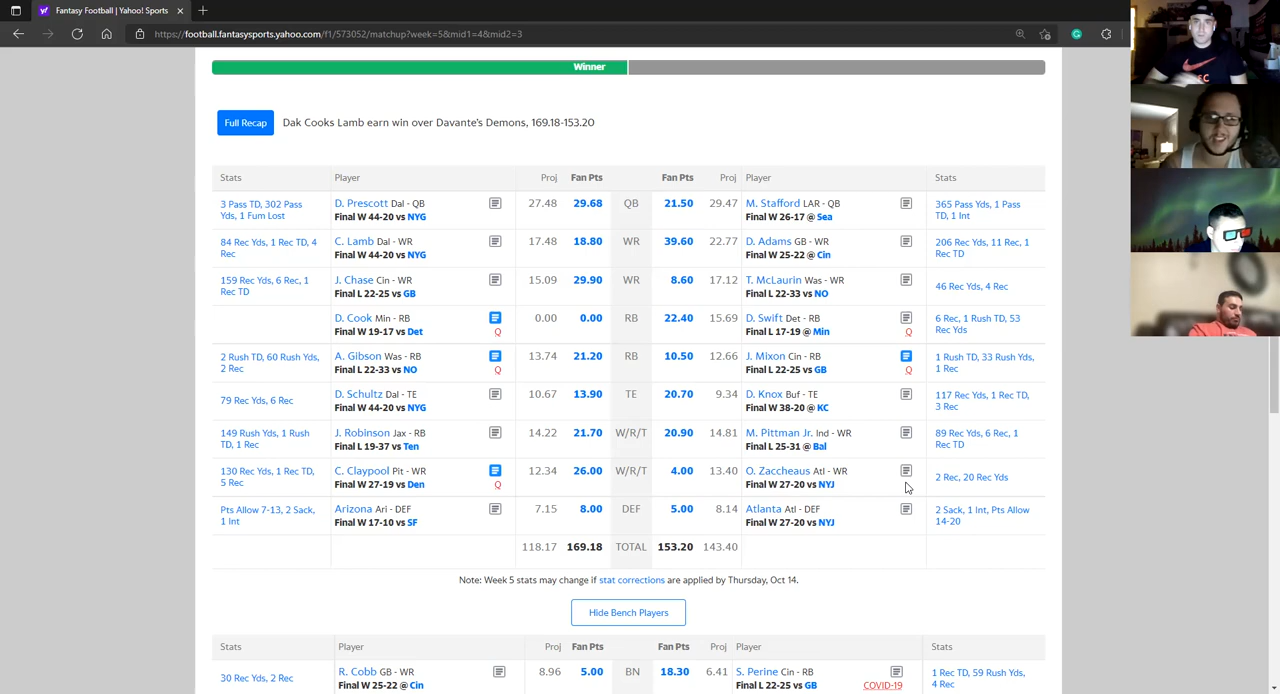 Fantasy Football | Yahoo! Sports
https://football.fantasysports.yahoo.com/f1/573052/matchup?week=5&mid1=4&mid2=3
Winner
Full Recap Dak Cooks Lamb earn win over Davante's Demons, 169.18-153.20
Stats Player Proj Fan Pts Fan Pts Proj Player Stats
3 Pass TD, 302 Pass Yds, 1 Fum Lost D. Prescott Dal - QB 27.48 29.68 QB 21.50 29.47 M. Stafford LAR - QB 365 Pass Yds, 1 Pass TD, 1 Int
Final W 44-20 vs NYG Final W 26-17 @ Sea
84 Rec Yds, 1 Rec TD, 4 Rec C. Lamb Dal - WR 17.48 18.80 WR 39.60 22.77 D. Adams GB - WR 206 Rec Yds, 11 Rec, 1 Rec TD
Final W 44-20 vs NYG Final W 25-22 @ Cin
159 Rec Yds, 6 Rec, 1 Rec TD J. Chase Cin - WR 15.09 29.90 WR 8.60 17.12 T. McLaurin Was - WR 46 Rec Yds, 4 Rec
Final L 22-25 vs GB Final L 22-33 vs NO
D. Cook Min - RB 0.00 0.00 RB 22.40 15.69 D. Swift Det - RB 6 Rec, 1 Rush TD, 53 Rec Yds
Final W 19-17 vs Det Q Final L 17-19 @ Min Q
2 Rush TD, 60 Rush Yds, 2 Rec A. Gibson Was - RB 13.74 21.20 RB 10.50 12.66 J. Mixon Cin - RB 1 Rush TD, 33 Rush Yds, 1 Rec
Final L 22-33 vs NO Q Final L 22-25 vs GB Q
79 Rec Yds, 6 Rec D. Schultz Dal - TE 10.67 13.90 TE 20.70 9.34 D. Knox Buf - TE 117 Rec Yds, 1 Rec TD, 3 Rec
Final W 44-20 vs NYG Final W 38-20 @ KC
149 Rush Yds, 1 Rush TD, 1 Rec J. Robinson Jax - RB 14.22 21.70 W/R/T 20.90 14.81 M. Pittman Jr. Ind - WR 89 Rec Yds, 6 Rec, 1 Rec TD
Final L 19-37 vs Ten Final L 25-31 @ Bal
130 Rec Yds, 1 Rec TD, 5 Rec C. Claypool Pit - WR 12.34 26.00 W/R/T 4.00 13.40 O. Zaccheaus Atl - WR 2 Rec, 20 Rec Yds
Final W 27-19 vs Den Q Final W 27-20 vs NYJ
Pts Allow 7-13, 2 Sack, 1 Int Arizona Ari - DEF 7.15 8.00 DEF 5.00 8.14 Atlanta Atl - DEF 2 Sack, 1 Int, Pts Allow 14-20
Final W 17-10 vs SF Final W 27-20 vs NYJ
118.17 169.18 TOTAL 153.20 143.40
Note: Week 5 stats may change if stat corrections are applied by Thursday, Oct 14.
Hide Bench Players
Stats Player Proj Fan Pts Fan Pts Proj Player Stats
30 Rec Yds, 2 Rec R. Cobb GB - WR 8.96 5.00 BN 18.30 6.41 S. Perine Cin - RB 1 Rec TD, 59 Rush Yds, 4 Rec
Final W 25-22 @ Cin Final L 22-25 vs GB COVID-19